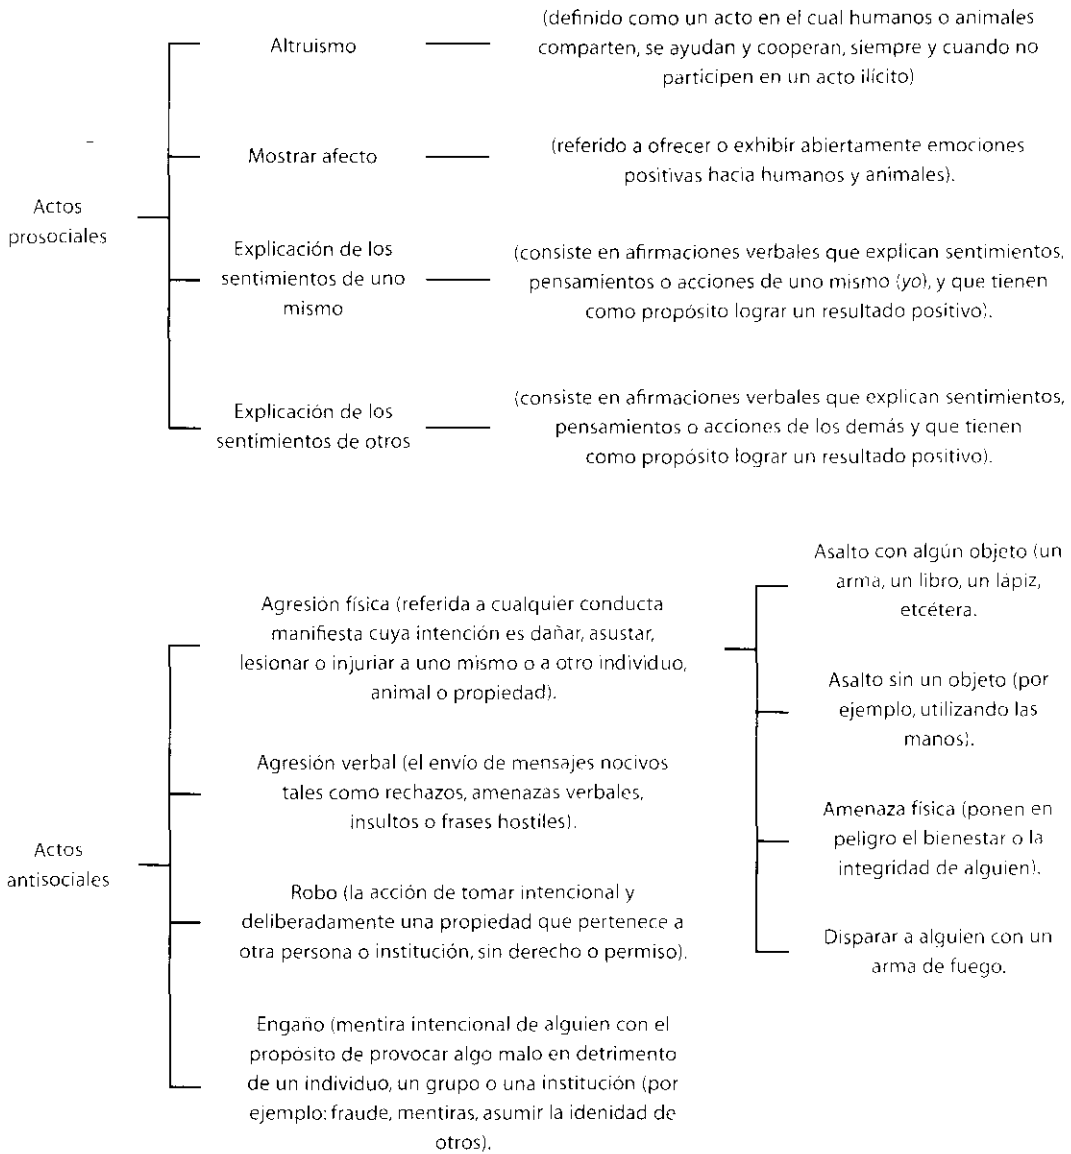 Actos
prosociales
Altruismo
(definido como un acto en el cual humanos o animales
comparten, se ayudan y cooperan, siempre y cuando no
participen en un acto ilícito)
Mostrar afecto
(referido a ofrecer o exhibir abiertamente emociones
positivas hacia humanos y animales).
Explicación de los
sentimientos de uno
mismo
(consiste en afirmaciones verbales que explican sentimientos,
pensamientos o acciones de uno mismo (yo), y que tienen
como propósito lograr un resultado positivo).
Explicación de los
sentimientos de otros
(consiste en afirmaciones verbales que explican sentimientos,
pensamientos o acciones de los demás y que tienen
como propósito lograr un resultado positivo).
Actos
antisociales
Agresión física (referida a cualquier conducta
manifiesta cuya intención es dañar, asustar,
lesionar o injuriar a uno mismo o a otro individuo,
animal o propiedad).
Asalto con algún objeto (un
arma, un libro, un lápiz,
etcétera.
Asalto sin un objeto (por
ejemplo, utilizando las
manos).
Amenaza física (ponen en
peligro el bienestar o la
integridad de alguien).
Disparar a alguien con un
arma de fuego.
Agresión verbal (el envío de mensajes nocivos
tales como rechazos, amenazas verbales,
insultos o frases hostiles).
Robo (la acción de tomar intencional y
deliberadamente una propiedad que pertenece a
otra persona o institución, sin derecho o permiso).
Engaño (mentira intencional de alguien con el
propósito de provocar algo malo en detrimento
de un individuo, un grupo o una institución (por
ejemplo: fraude, mentiras, asumir la idenidad de
otros).